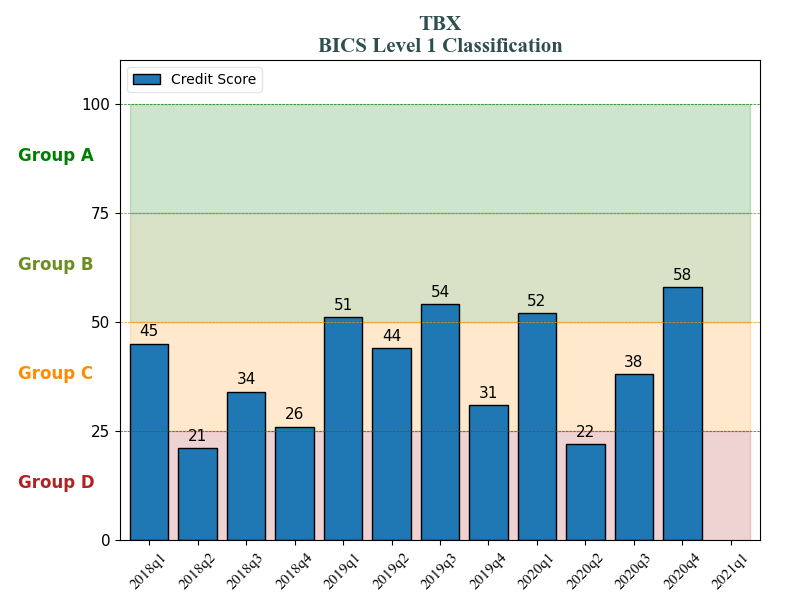 TBX
BICS Level 1 Classification
Credit Score
100
Group A
75
Group B
58
54
52
51
50
45
44
Group C
38
34
31
26
25
22
21
Group D
0
2018q1 2018q2 2018q3 2018q4 2019q1 2019q2 2019q3 2019q4 2020q1 2020q2 2020q3 2020q4 2021q1